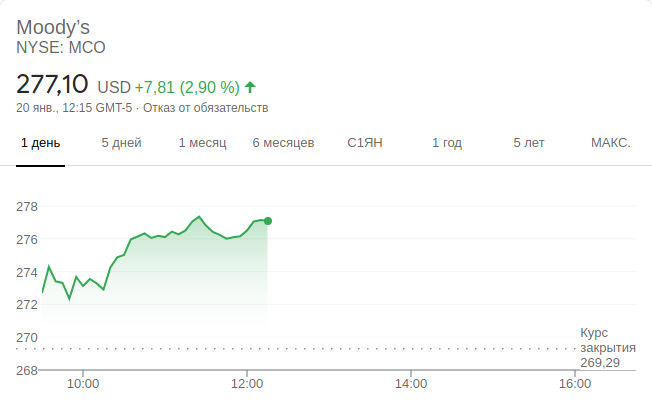 Moody’s
NYSE: MCO
277,10 USD +7,81 (2,90 %)
20 янв., 12:15 GMT-5 · Отказ от обязательств
1 день 5 дней 1 месяц 6 месяцев С1ЯН 1 год 5 лет МАКС.
278
276
274
272
270
268
Курс
закрытия
269,29
10:00 12:00 14:00 16:00